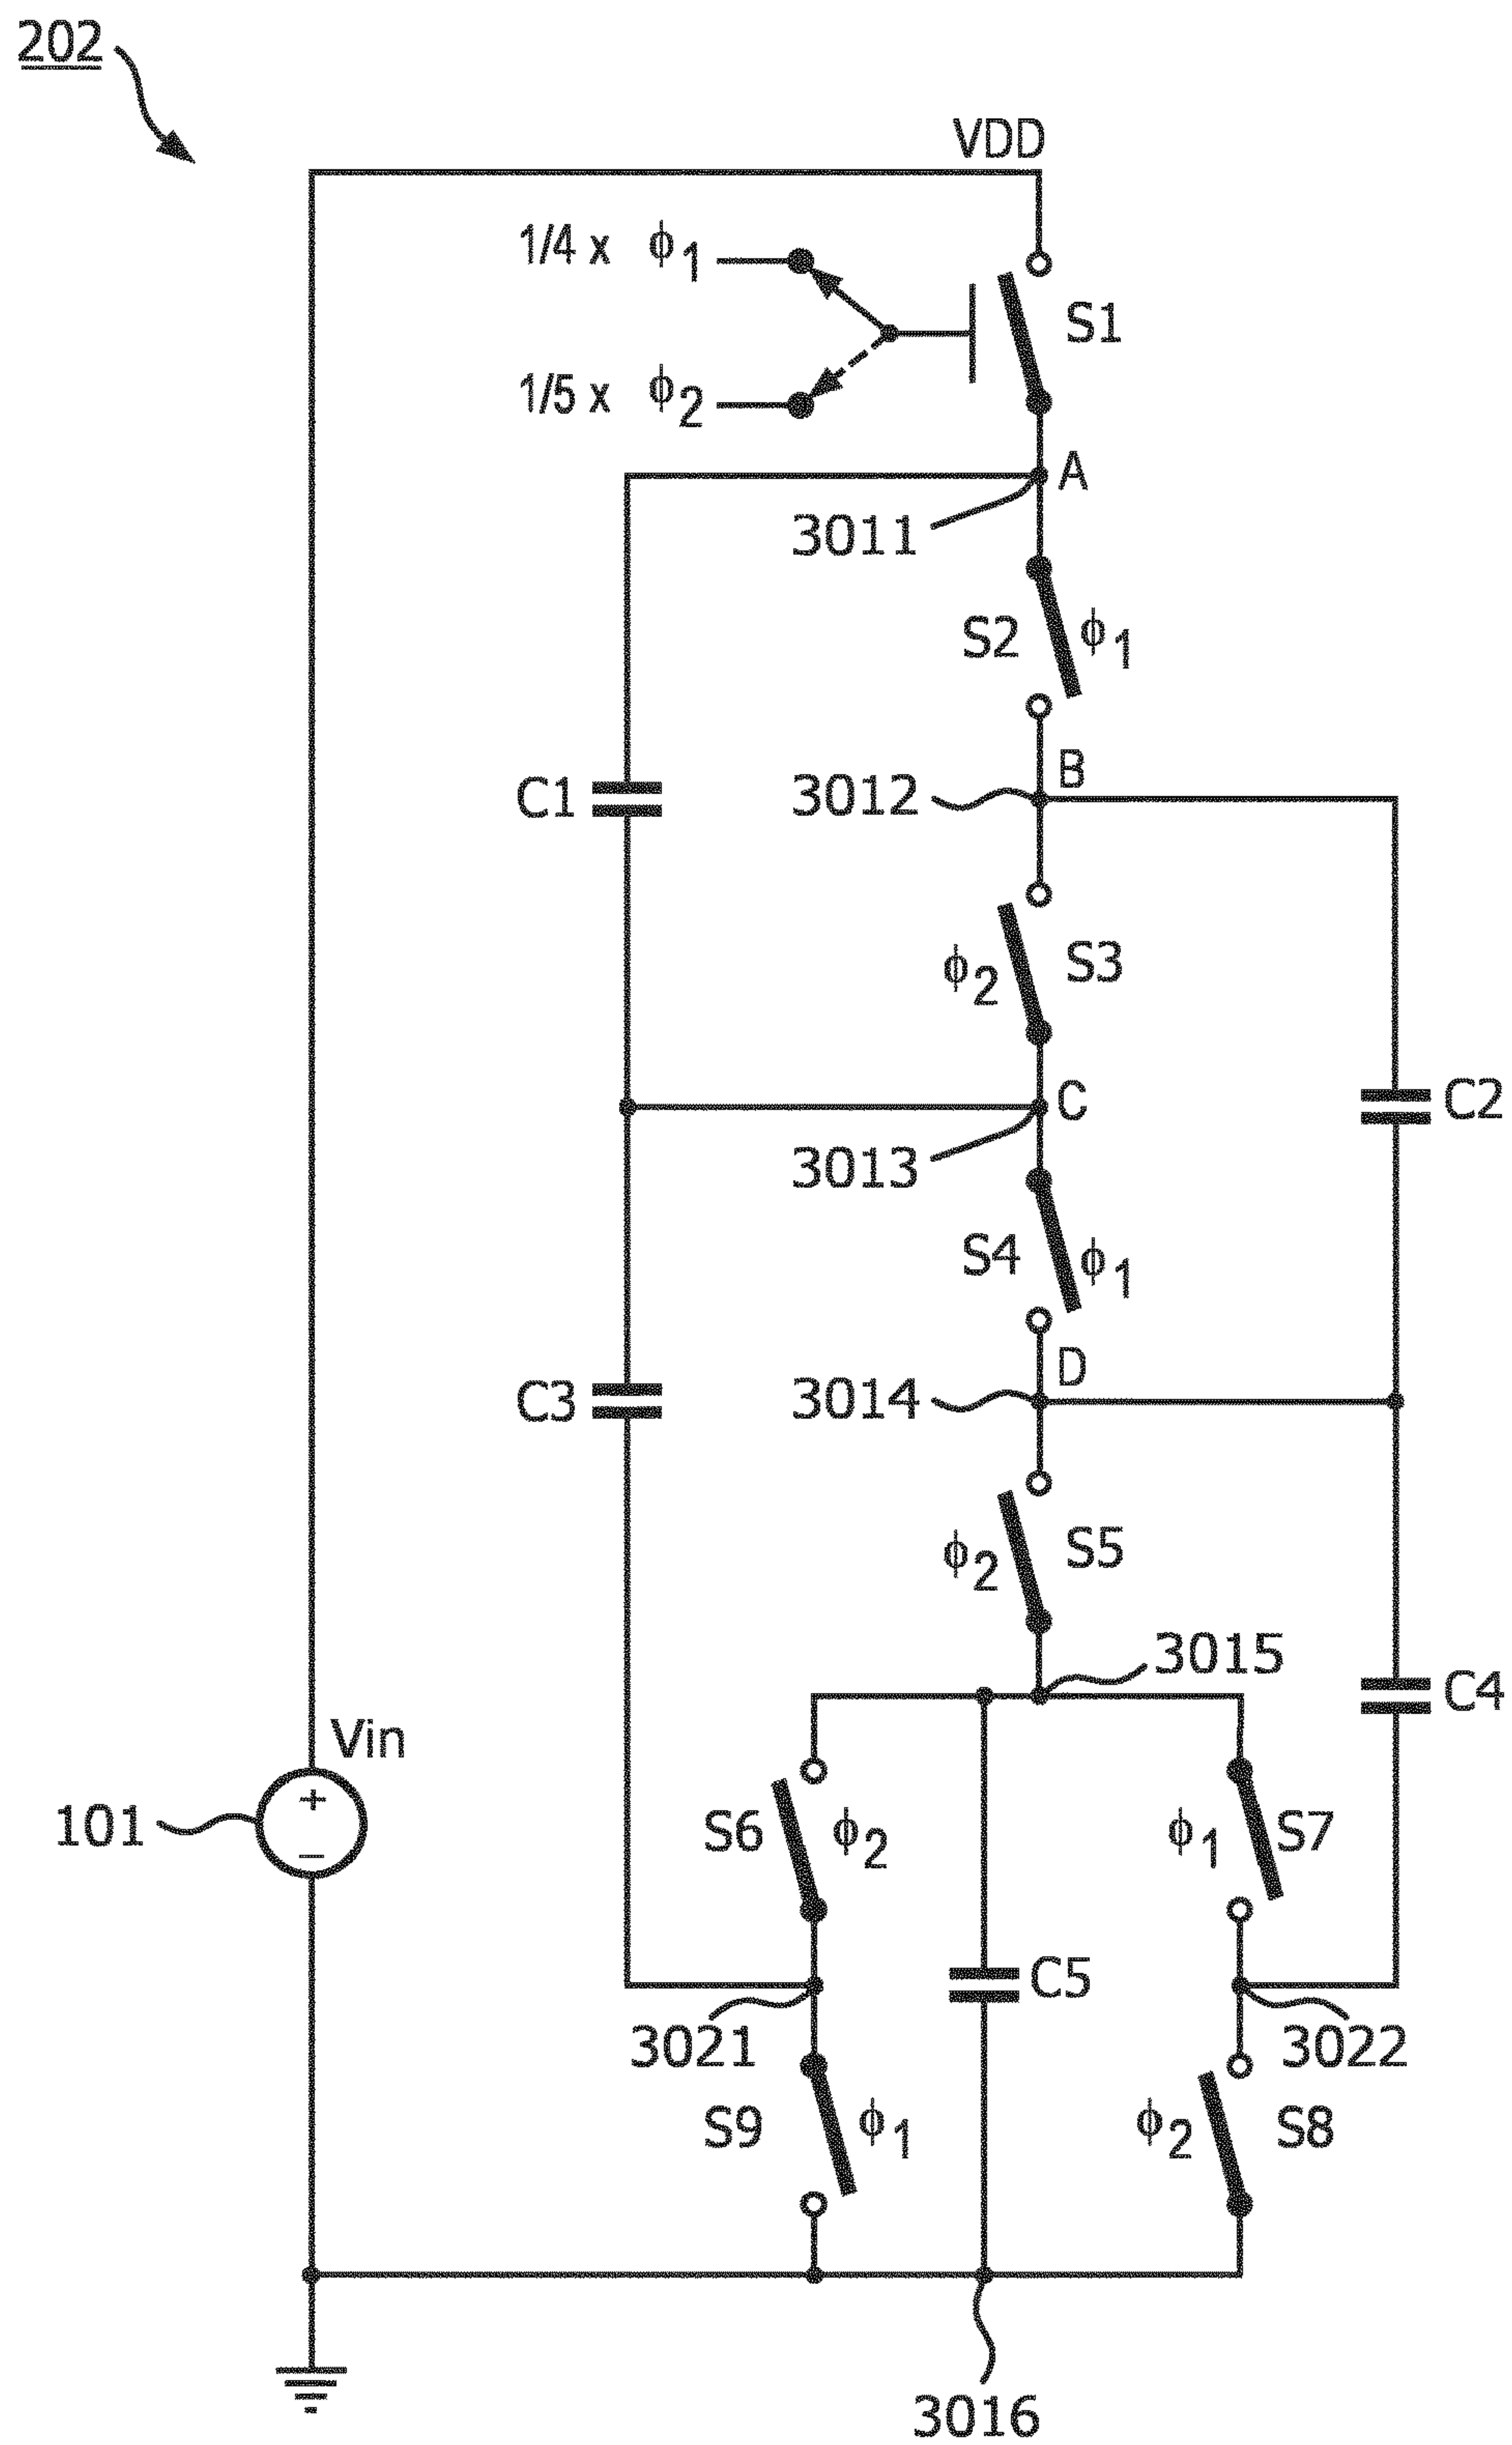 202
VDD
1/4 x ϕ1
S1
1/5 x ϕ2
A
3011
S2 ϕ1
B
C1 3012
ϕ2 S3
C C2
3013
S4 ϕ1
D
C3 3014
ϕ2 S5
3015
C4
Vin
101 + −
S6 ϕ2 ϕ1 S7
C5
3021 3022
S9 ϕ1 ϕ2 S8
3016